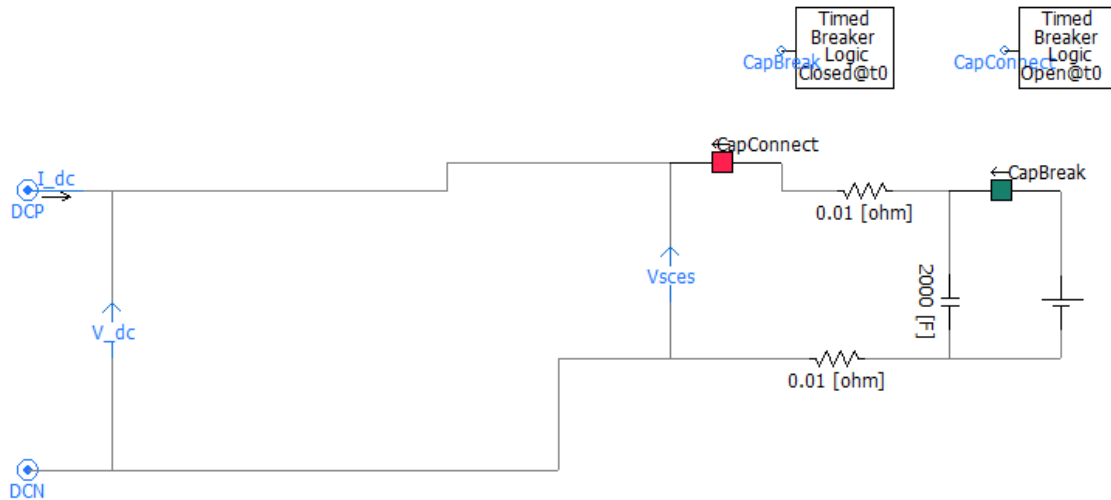 Timed
Breaker
Logic
Closed@t0
CapBreak
Timed
Breaker
Logic
Open@t0
CapConnect
CapConnect
CapBreak
I_dc
DCP
0.01 [ohm]
Vsces
2000 [F]
V_dc
0.01 [ohm]
DCN